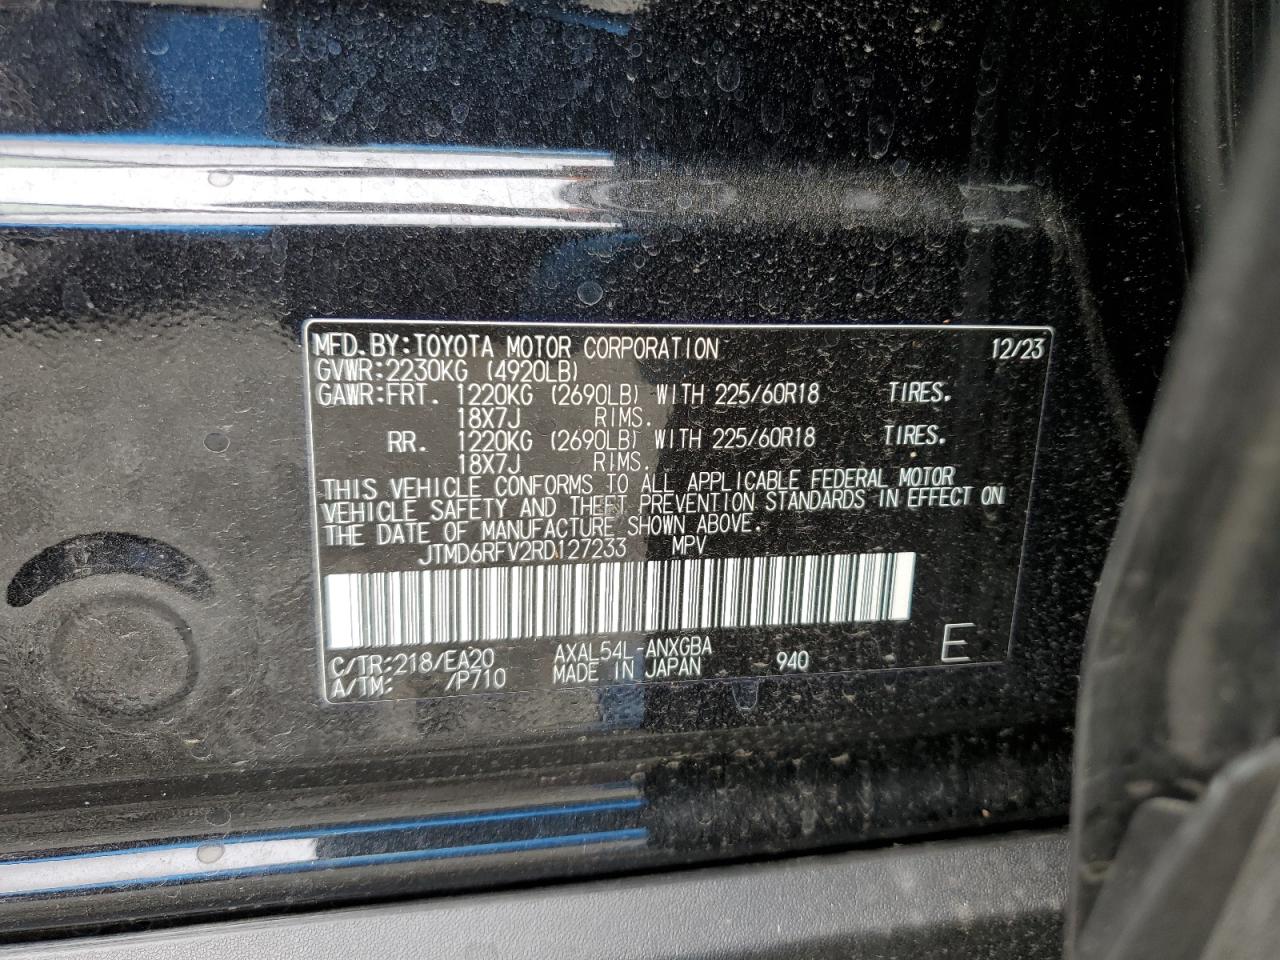 MFD.BY:TOYOTA MOTOR CORPORATION 12/23
GVWR:2230KG (4920LB)
GAWR:FRT. 1220KG (2690LB) WITH 225/60R18 TIRES.
18X7J RIMS.
RR. 1220KG (2690LB) WITH 225/60R18 TIRES.
18X7J RIMS.
THIS VEHICLE CONFORMS TO ALL APPLICABLE FEDERAL MOTOR
VEHICLE SAFETY AND THEFT PREVENTION STANDARDS IN EFFECT ON
THE DATE OF MANUFACTURE SHOWN ABOVE.
JTMD6RFV2RD127233 MPV
C/TR:218/EA20 AXAL54L-ANXGBA 940 E
A/TM: /P710 MADE IN JAPAN